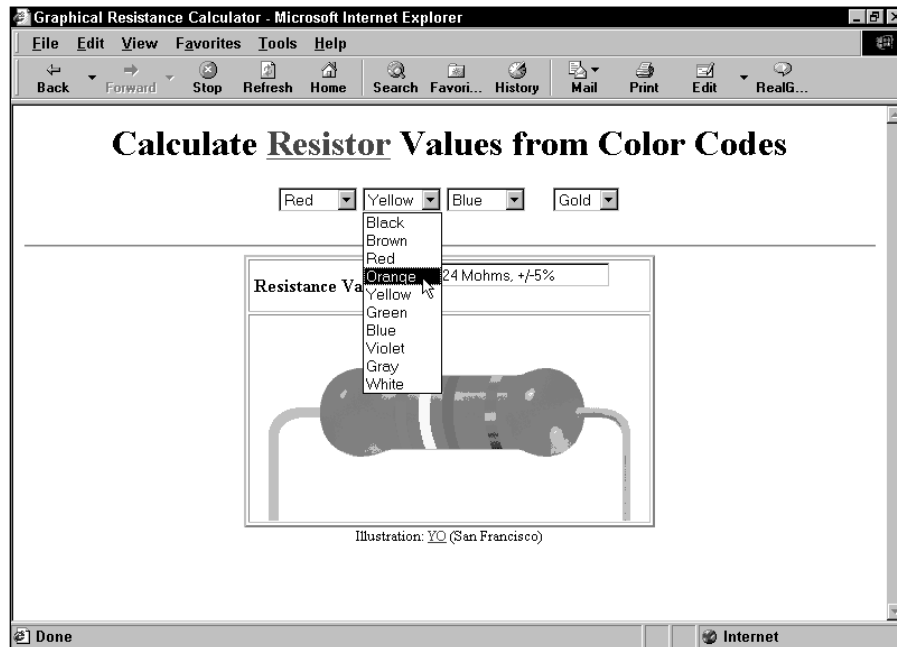 Graphical Resistance Calculator - Microsoft Internet Explorer
File Edit View Favorites Tools Help
Back Forward Stop Refresh Home Search Favori... History Mail Print Edit RealG...
Calculate Resistor Values from Color Codes
Red Yellow Blue Gold
Black
Brown
Red
Orange
Yellow
Green
Blue
Violet
Gray
White
Resistance Va 24 Mohms, +/-5%
Illustration: YO (San Francisco)
Done Internet